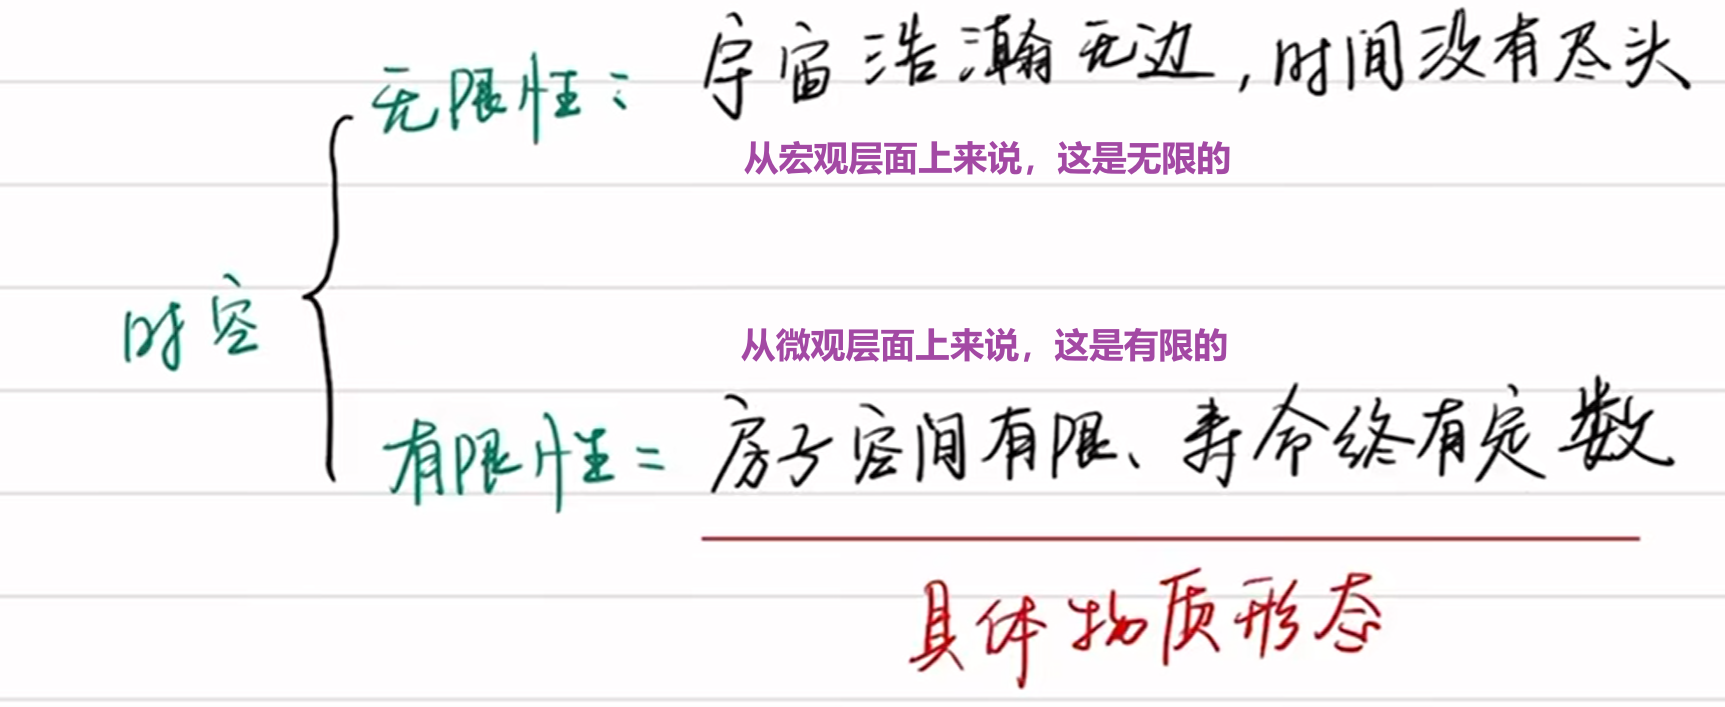 无限性：宇宙浩瀚无边，时间没有尽头
从宏观层面上来说，这是无限的
时空
从微观层面上来说，这是有限的
有限性：房子空间有限、寿命终有定数
具体物质形态